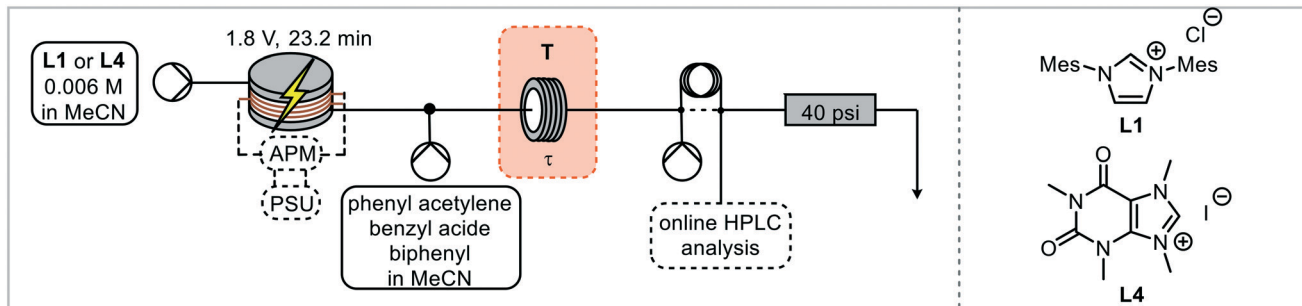 L1 or L4
0.006 M
in MeCN
1.8 V, 23.2 min
APM
PSU
phenyl acetylene
benzyl acide
biphenyl
in MeCN
T
τ
online HPLC
analysis
40 psi
Cl⊖
Mes N ⊕ N Mes
L1
O
N N
I⊖
O N N
⊕
L4